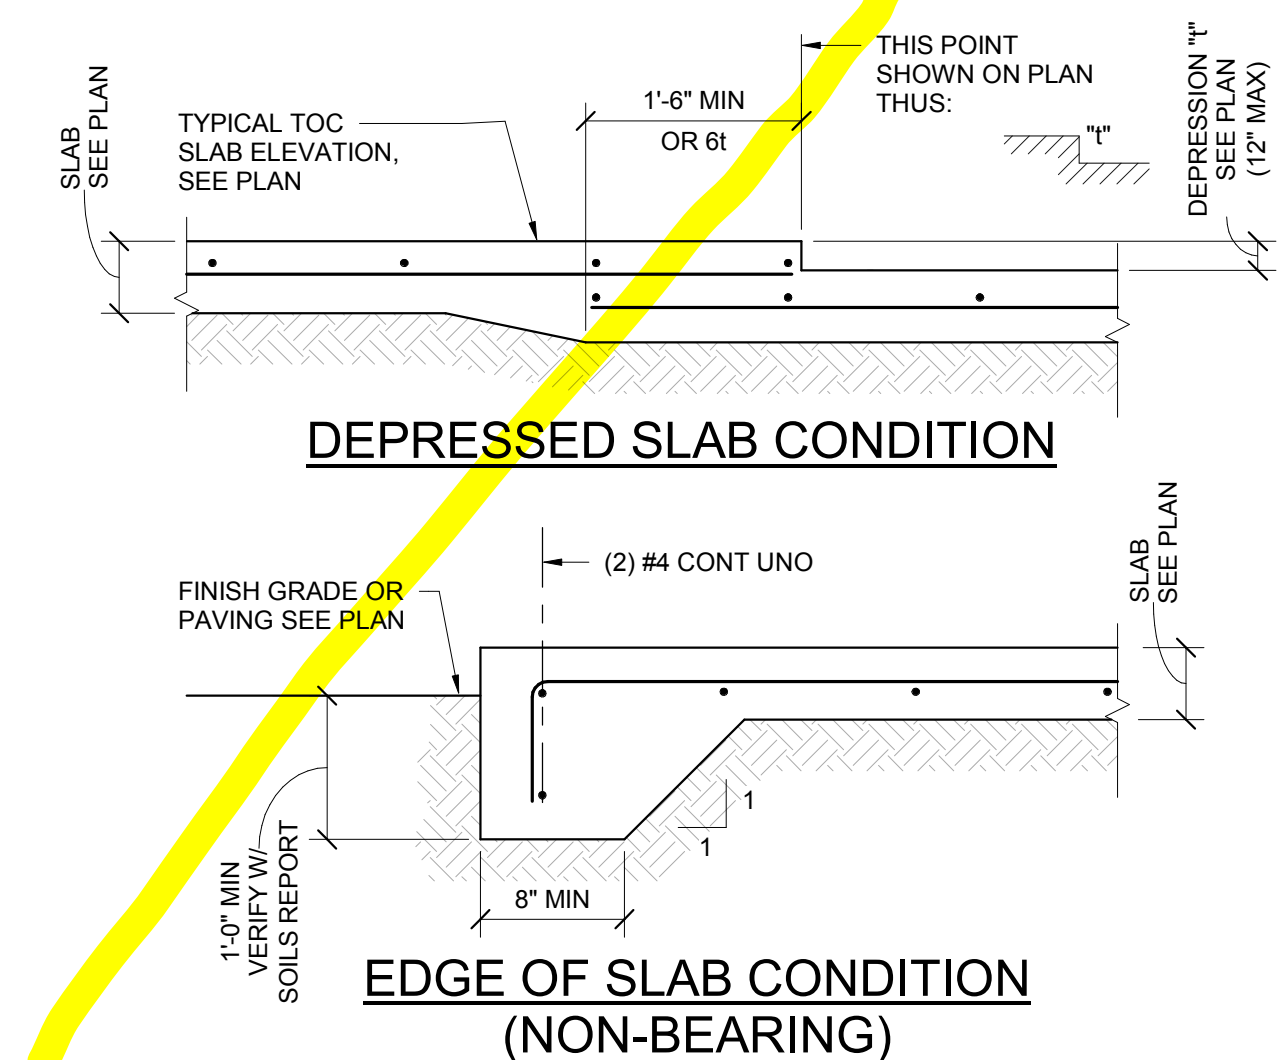 THIS POINT
SHOWN ON PLAN
THUS:
"t"
DEPRESSION "t"
SEE PLAN
(12" MAX)
1'-6" MIN
OR 6t
TYPICAL TOC
SLAB ELEVATION,
SEE PLAN
SLAB
SEE PLAN
DEPRESSED SLAB CONDITION
(2) #4 CONT UNO
FINISH GRADE OR
PAVING SEE PLAN
SLAB
SEE PLAN
1
1
1'-0" MIN
VERIFY W/
SOILS REPORT
8" MIN
EDGE OF SLAB CONDITION
(NON-BEARING)